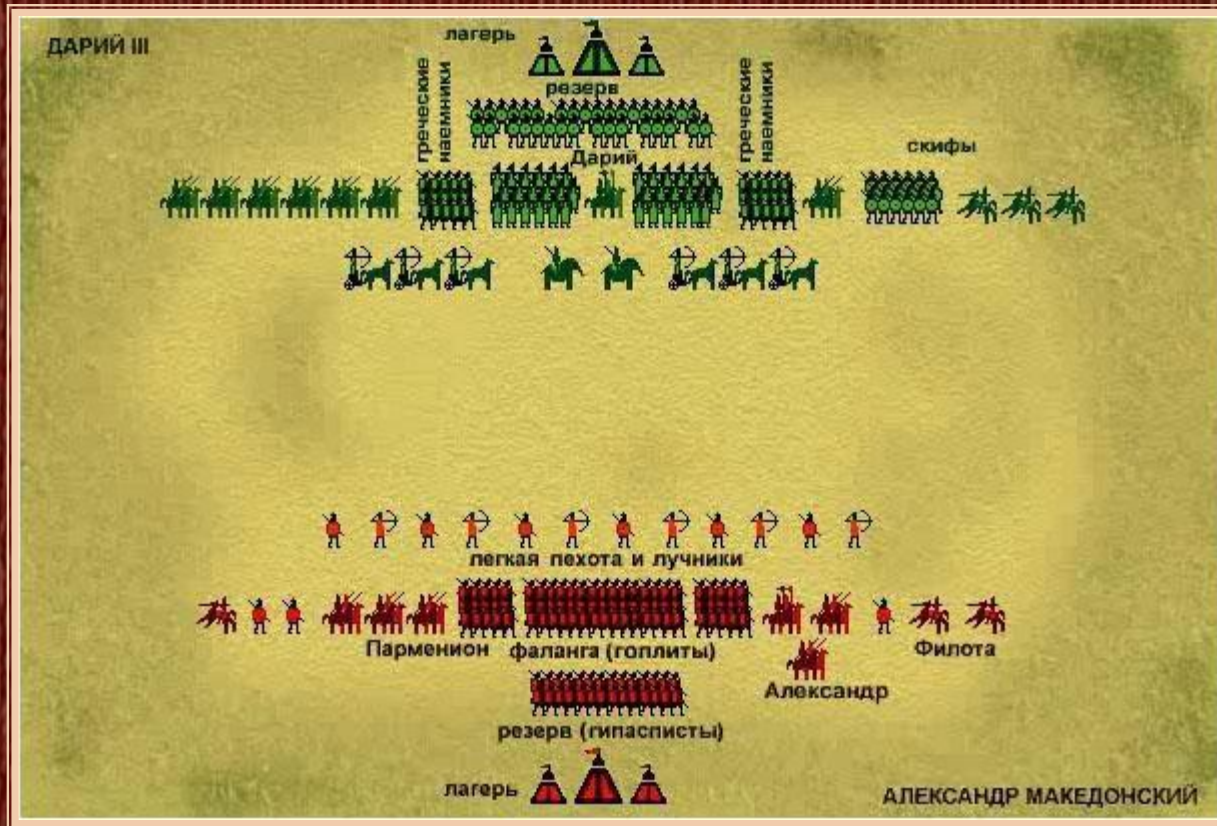 ДАРИЙ III
лагерь
резерв
греческие
наемники
Дарий
греческие
наемники
скифы
легкая пехота и лучники
Парменион
фаланга (гоплиты)
Филота
Александр
резерв (гипасписты)
лагерь
АЛЕКСАНДР МАКЕДОНСКИЙ